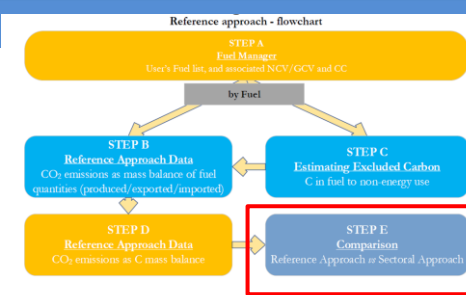 Reference approach - flowchart
STEP A
Fuel Manager
User's Fuel list, and associated NCV/GCV and CC
by Fuel
STEP B
Reference Approach Data
CO₂ emissions as mass balance of fuel
quantities (produced/exported/imported)
STEP C
Estimating Excluded Carbon
C in fuel to non-energy use
STEP D
Reference Approach Data
CO₂ emissions as C mass balance
STEP E
Comparison
Reference Approach vs Sectoral Approach